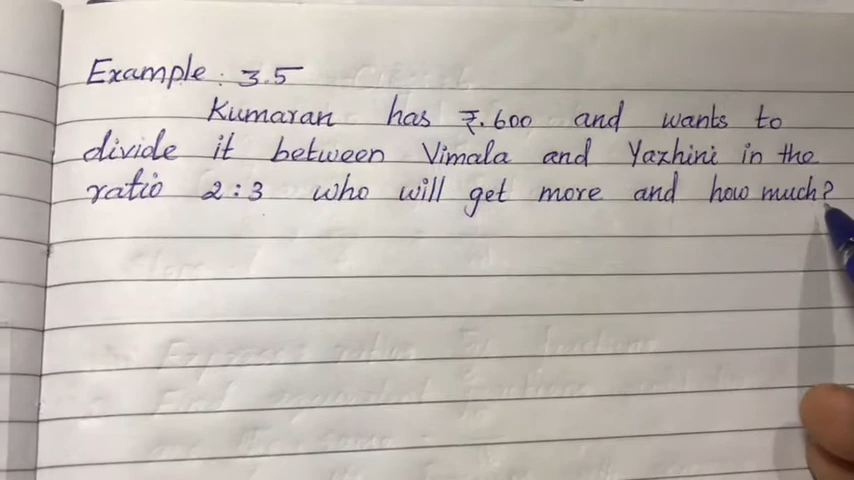 Example : 3.5
Kumaran has ₹.600 and wants to
divide it between Vimala and Yazhini in the
ratio 2:3 who will get more and how much?